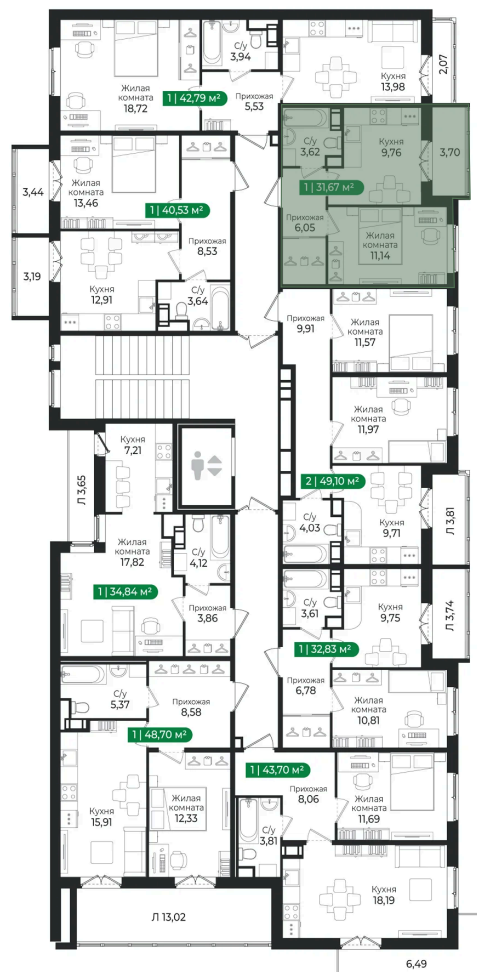 С/у
3,94
Жилая
комната
18,72
1 | 42,79 м²
Прихожая
5,53
Кухня
13,98
2,07
С/у
3,62
Кухня
9,76
3,70
1 | 31,67 м²
6,05
Прихожая
Жилая
комната
11,14
3,44
Жилая
комната
13,46
1 | 40,53 м²
Прихожая
8,53
3,19
Кухня
12,91
С/у
3,64
Прихожая
9,91
Жилая
комната
11,57
Жилая
комната
11,97
2 | 49,10 м²
С/у
4,03
Кухня
9,71
Л 3,81
Кухня
7,21
Л 3,65
Жилая
комната
17,82
С/у
4,12
1 | 34,84 м²
Прихожая
3,86
С/у
3,61
Кухня
9,75
Л 3,74
1 | 32,83 м²
Прихожая
6,78
Жилая
комната
10,81
С/у
5,37
Прихожая
8,58
1 | 48,70 м²
Кухня
15,91
Жилая
комната
12,33
Л 13,02
1 | 43,70 м²
Прихожая
8,06
Жилая
комната
11,69
С/у
3,81
Кухня
18,19
6,49